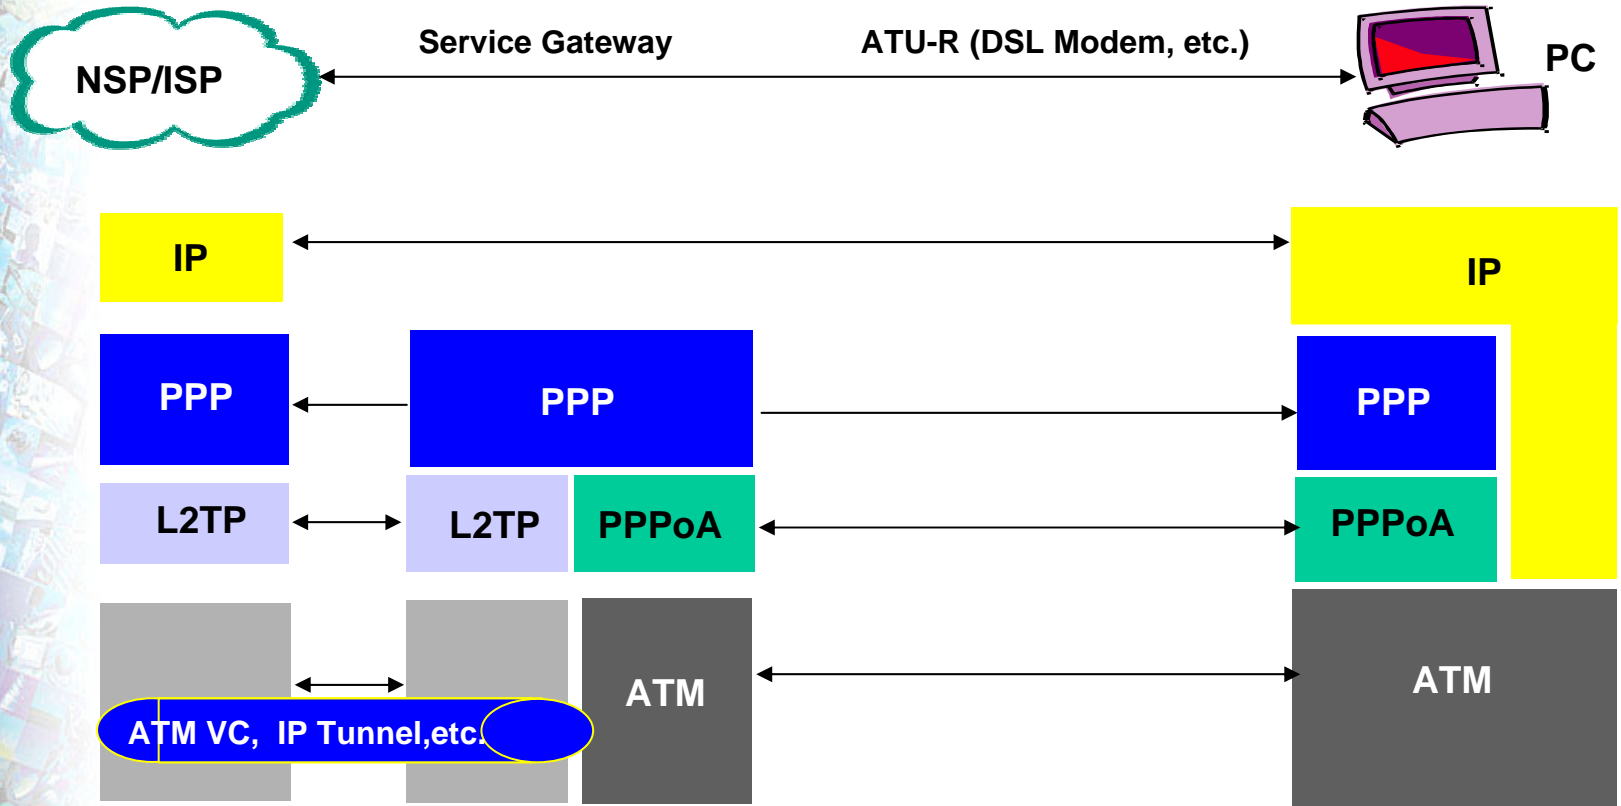 Service Gateway
ATU-R (DSL Modem, etc.)
PC
NSP/ISP
IP
IP
PPP
PPP
PPP
L2TP
L2TP
PPPoA
PPPoA
ATM
ATM
ATM VC, IP Tunnel,etc.